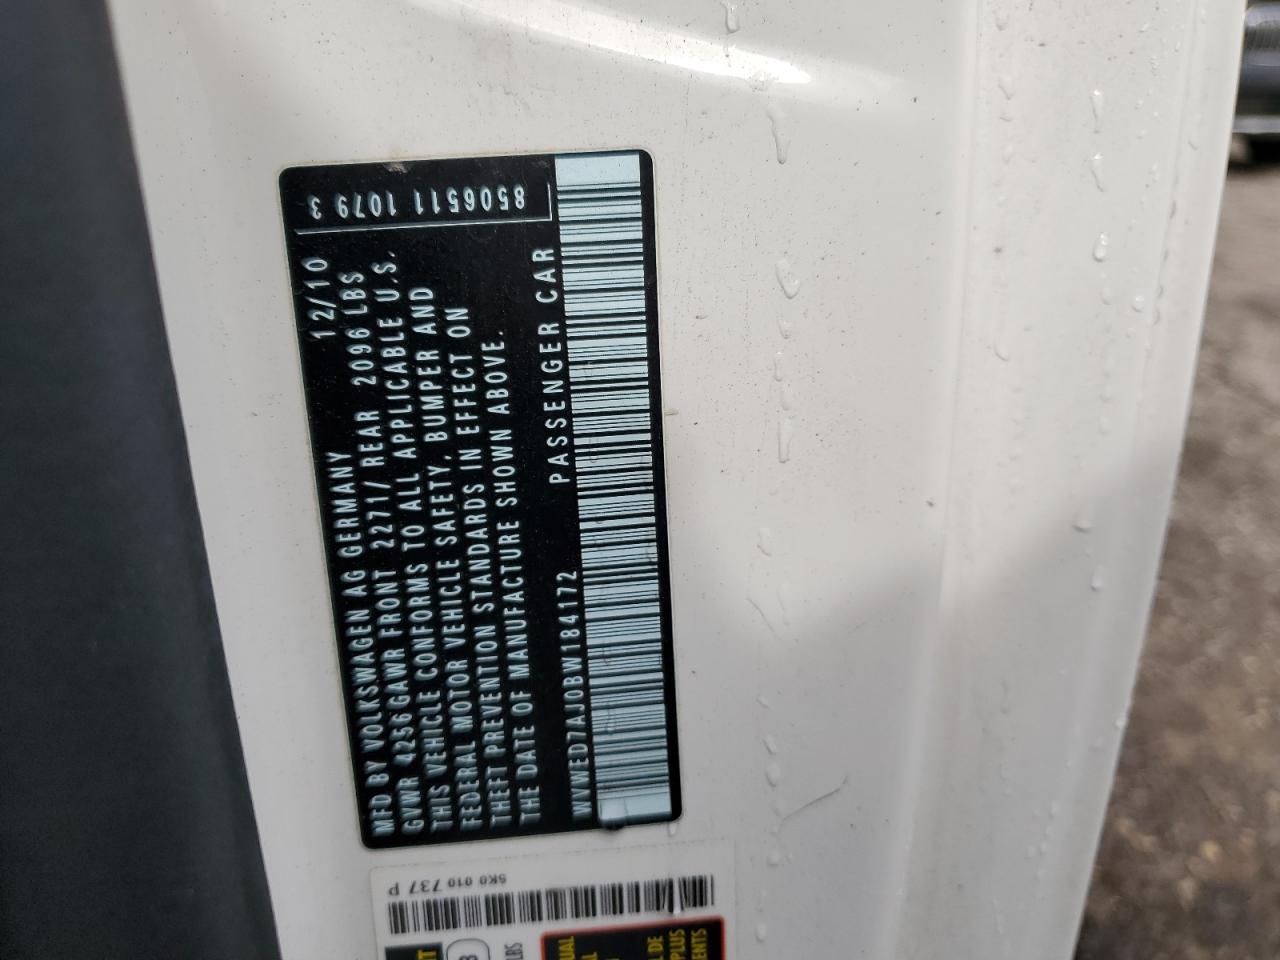 MFD BY VOLKSWAGEN AG GERMANY 12/10
GVWR 4256 GAWR FRONT 2271/ REAR 2096 LBS
THIS VEHICLE CONFORMS TO ALL APPLICABLE U.S.
FEDERAL MOTOR VEHICLE SAFETY, BUMPER AND
THEFT PREVENTION STANDARDS IN EFFECT ON
THE DATE OF MANUFACTURE SHOWN ABOVE.
PASSENGER CAR
WVWED7AJ0BW184172
8506511 1079 3
5K0 010 737 P
LBS